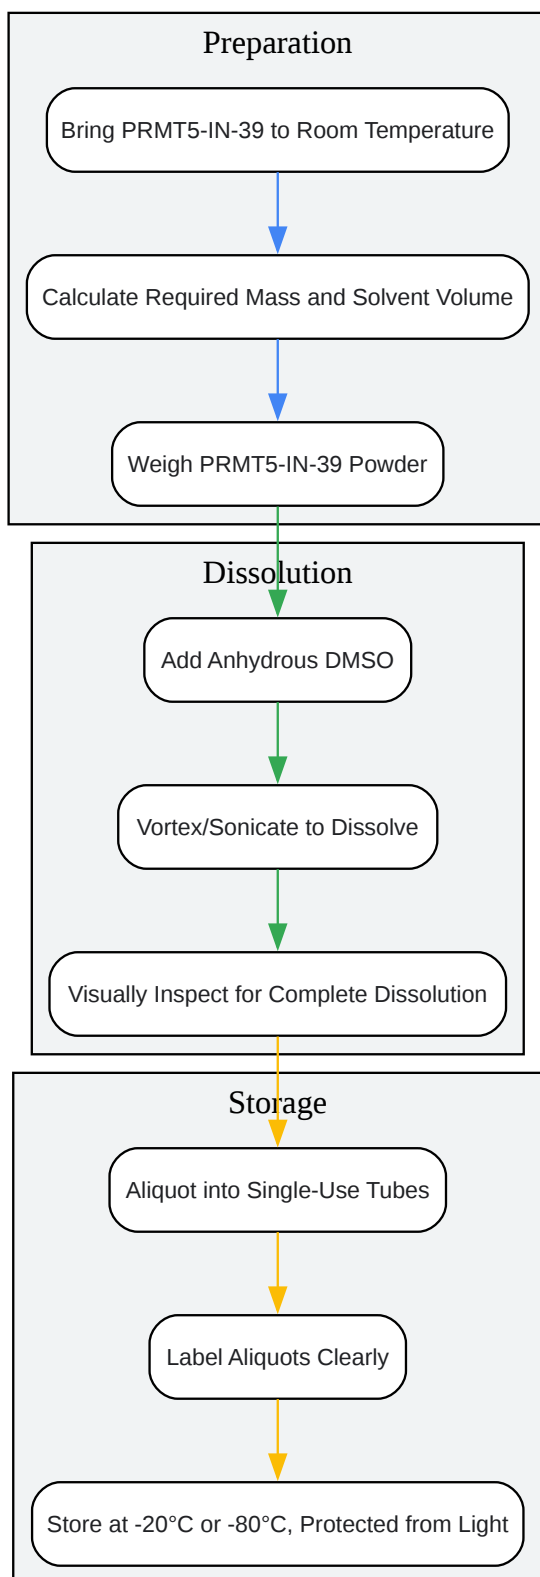 Preparation
Bring PRMT5-IN-39 to Room Temperature
Calculate Required Mass and Solvent Volume
Weigh PRMT5-IN-39 Powder
Dissolution
Add Anhydrous DMSO
Vortex/Sonicate to Dissolve
Visually Inspect for Complete Dissolution
Storage
Aliquot into Single-Use Tubes
Label Aliquots Clearly
Store at -20°C or -80°C, Protected from Light